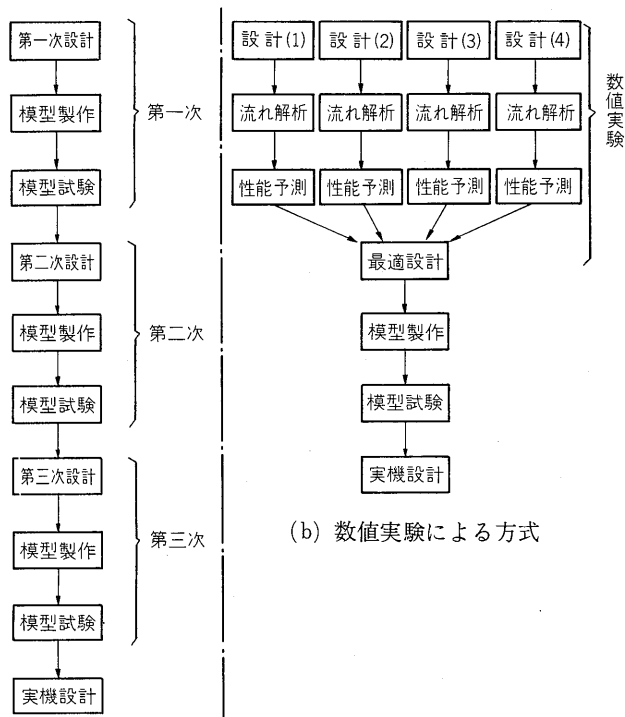 第一次設計
模型製作
模型試験
第一次
第二次設計
模型製作
模型試験
第二次
第三次設計
模型製作
模型試験
第三次
実機設計
設計(1) 設計(2) 設計(3) 設計(4)
流れ解析 流れ解析 流れ解析 流れ解析
性能予測 性能予測 性能予測 性能予測
数値実験
最適設計
模型製作
模型試験
実機設計
(b) 数値実験による方式